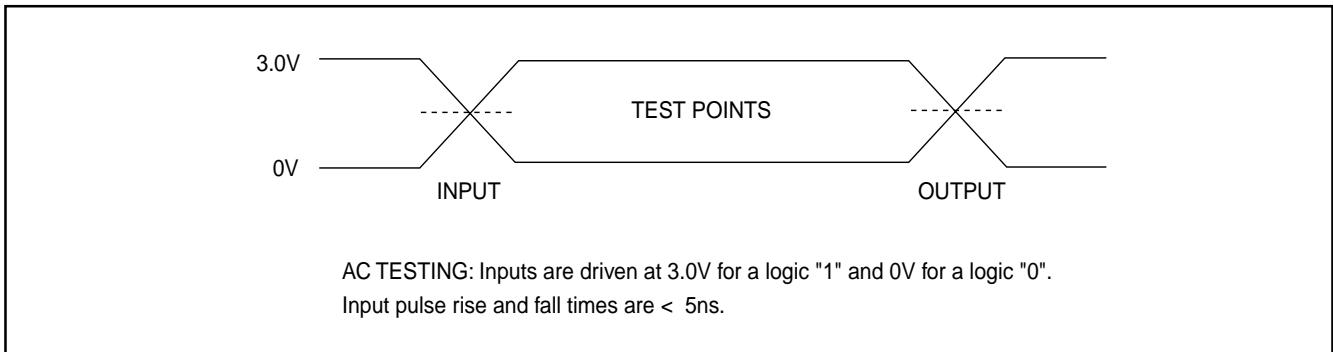 3.0V
TEST POINTS
0V
INPUT
OUTPUT
AC TESTING: Inputs are driven at 3.0V for a logic "1" and 0V for a logic "0".
Input pulse rise and fall times are < 5ns.